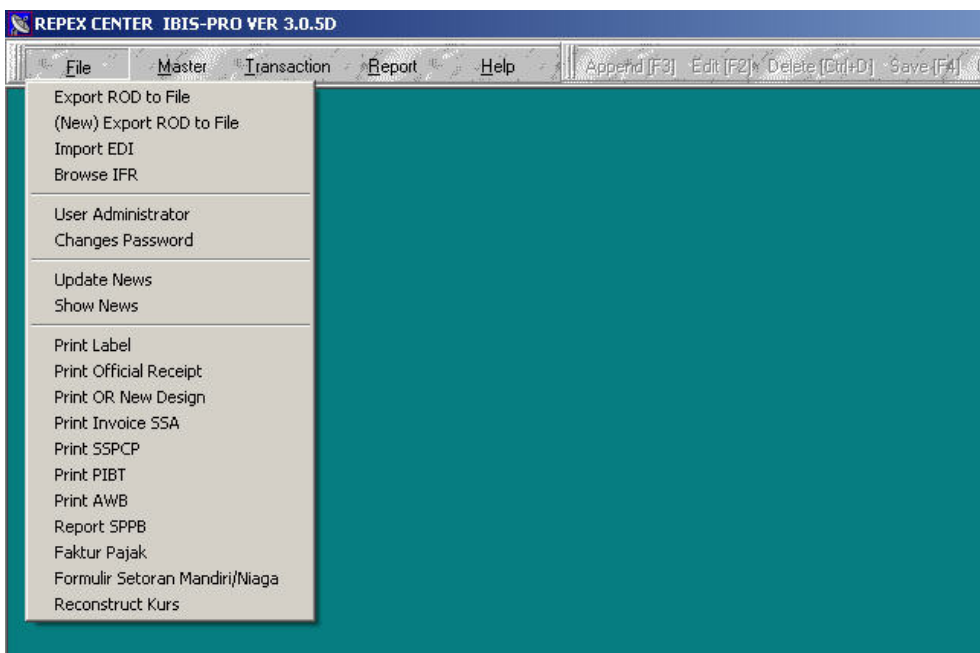 REPEX CENTER IBIS-PRO VER 3.0.5D
File Master Transaction Report Help Append [F3] Edit [F2] Delete [Ctrl+D] Save [F4]
Export ROD to File
(New) Export ROD to File
Import EDI
Browse IFR
User Administrator
Changes Password
Update News
Show News
Print Label
Print Official Receipt
Print OR New Design
Print Invoice SSA
Print SSPCP
Print PIBT
Print AWB
Report SPPB
Faktur Pajak
Formulir Setoran Mandiri/Niaga
Reconstruct Kurs